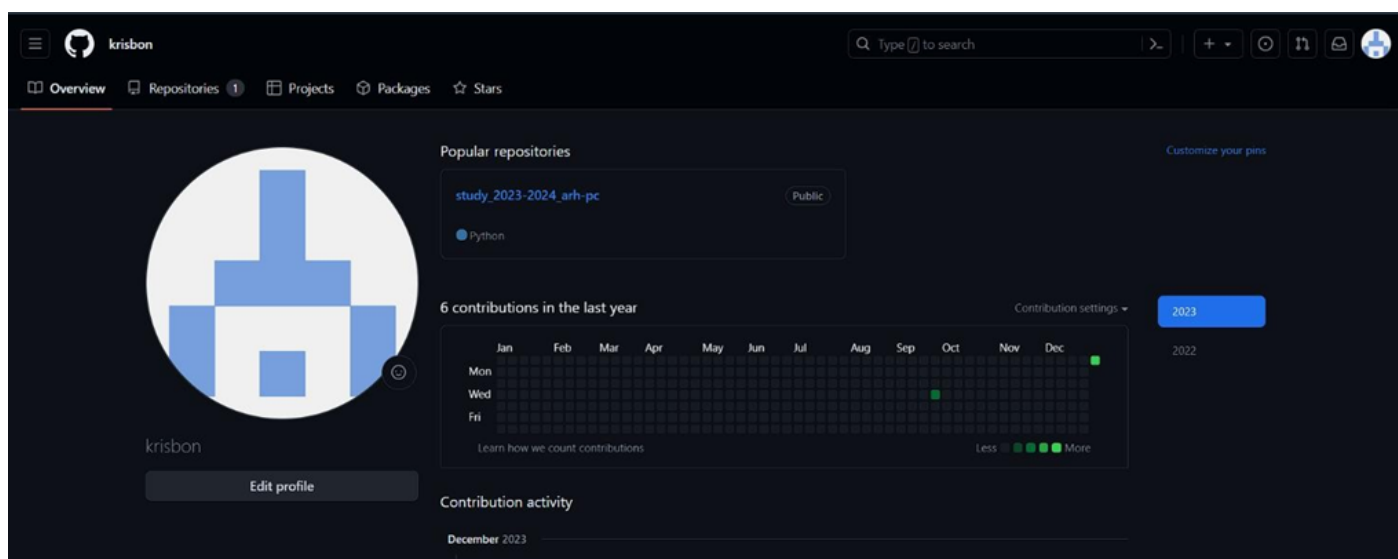 krisbon
Type / to search
Overview Repositories 1 Projects Packages Stars
Popular repositories
Customize your pins
study_2023-2024_arh-pc Public
Python
6 contributions in the last year
Contribution settings
2023
2022
Jan Feb Mar Apr May Jun Jul Aug Sep Oct Nov Dec
Mon
Wed
Fri
Learn how we count contributions
Less More
krisbon
Edit profile
Contribution activity
December 2023